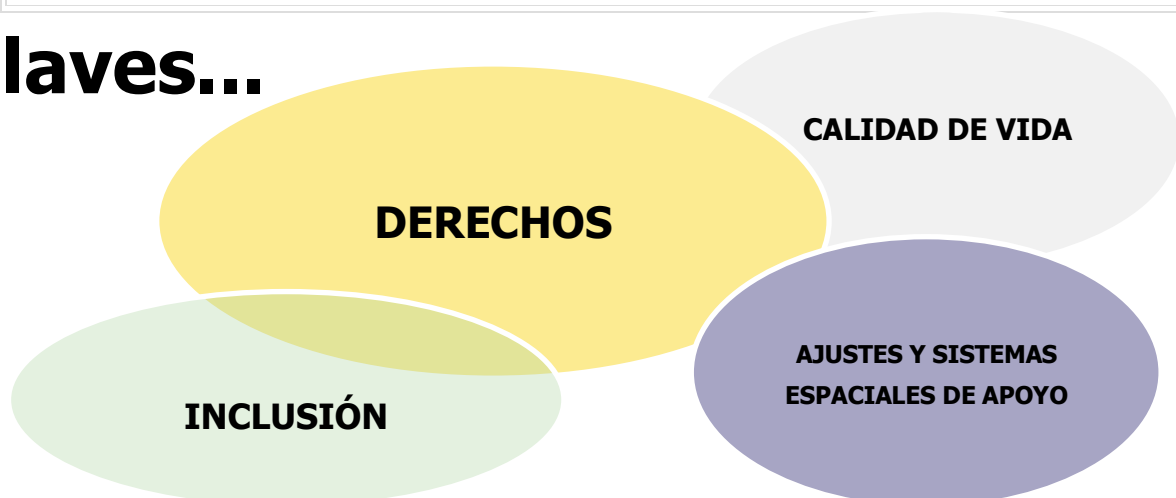 laves...
CALIDAD DE VIDA
DERECHOS
AJUSTES Y SISTEMAS
ESPACIALES DE APOYO
INCLUSIÓN